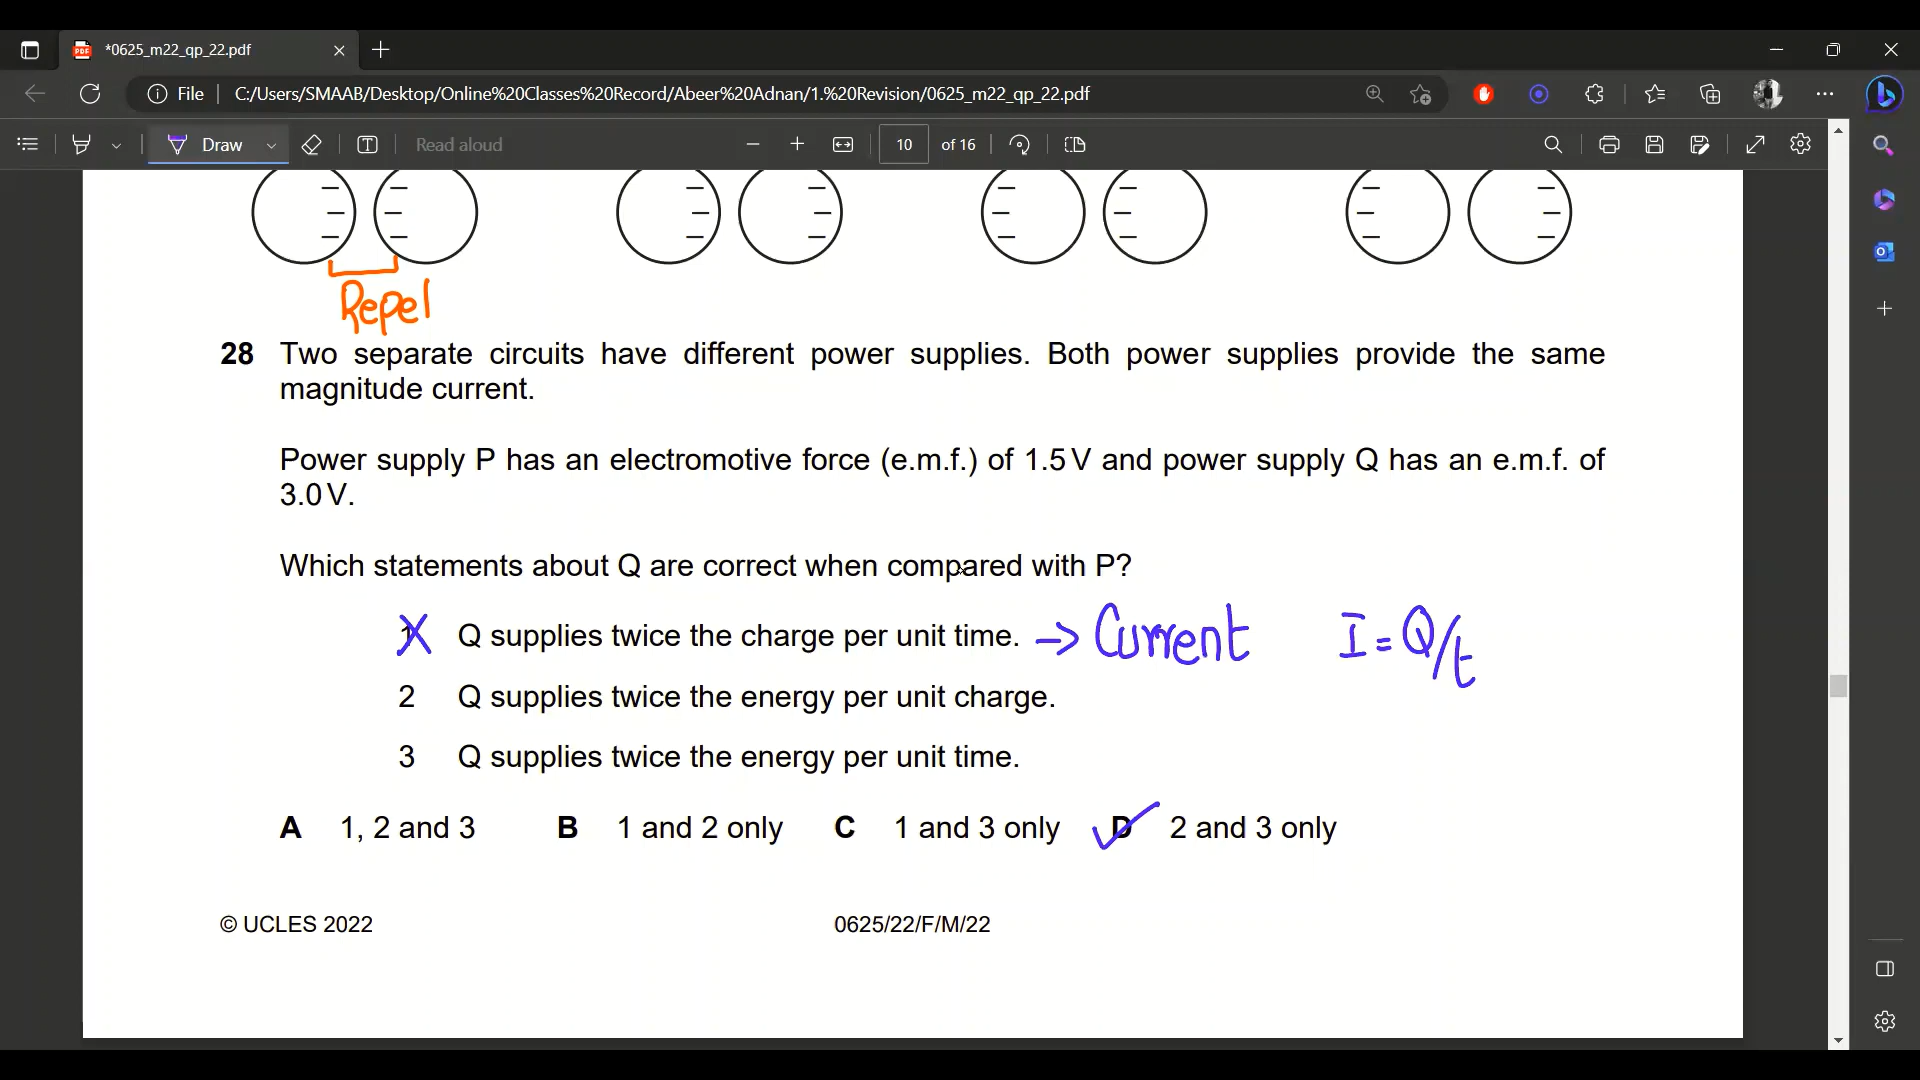 *0625_m22_qp_22.pdf
File
C:/Users/SMAAB/Desktop/Online%20Classes%20Record/Abeer%20Adnan/1.%20Revision/0625_m22_qp_22.pdf
Draw
Read aloud
10 of 16
Repel
28 Two separate circuits have different power supplies. Both power supplies provide the same
magnitude current.
Power supply P has an electromotive force (e.m.f.) of 1.5 V and power supply Q has an e.m.f. of
3.0 V.
Which statements about Q are correct when compared with P?
1 Q supplies twice the charge per unit time. → Current I = Q/t
2 Q supplies twice the energy per unit charge.
3 Q supplies twice the energy per unit time.
A 1, 2 and 3 B 1 and 2 only C 1 and 3 only D 2 and 3 only
© UCLES 2022 0625/22/F/M/22